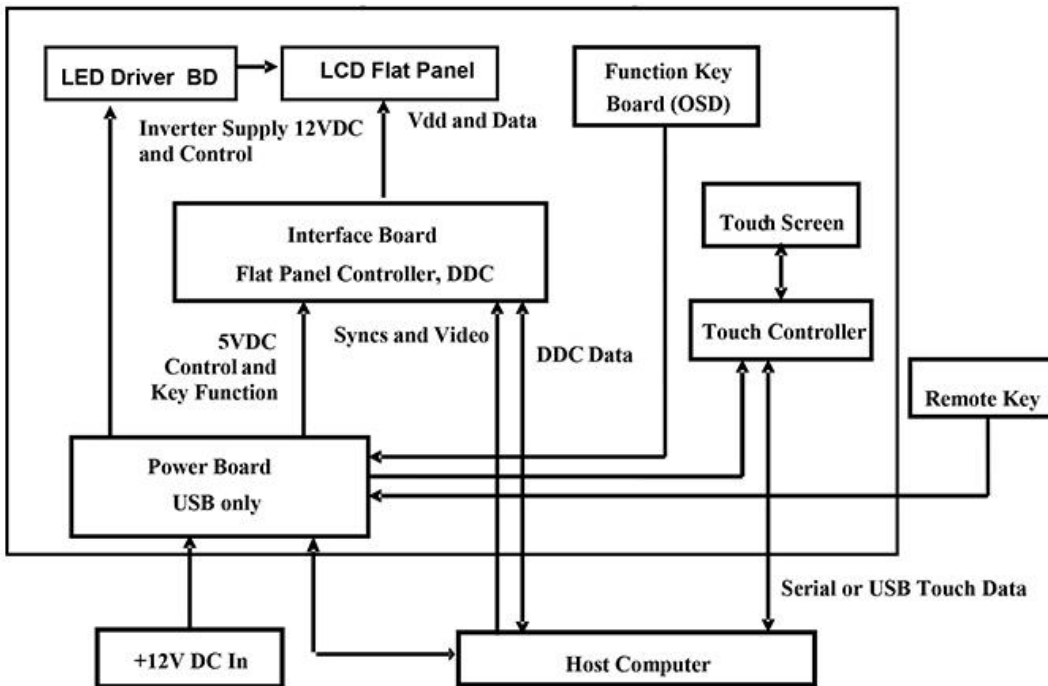 LED Driver BD
LCD Flat Panel
Function Key
Board (OSD)
Inverter Supply 12VDC
and Control
Vdd and Data
Touch Screen
Interface Board
Flat Panel Controller, DDC
Touch Controller
5VDC
Control and
Key Function
Syncs and Video
DDC Data
Remote Key
Power Board
USB only
Serial or USB Touch Data
+12V DC In
Host Computer